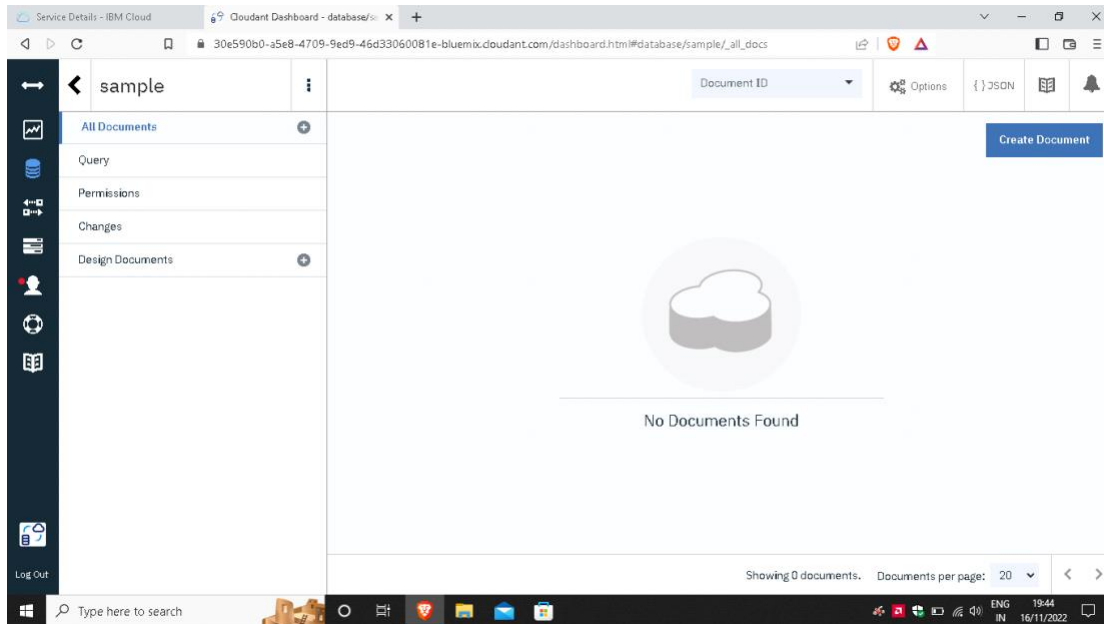 Service Details - IBM Cloud
Cloudant Dashboard - database/s
30e590b0-a5e8-4709-9ed9-46d33060081e-bluemix.cloudant.com/dashboard.html#database/sample/_all_docs
sample
Document ID
Options
{ } JSON
All Documents
Create Document
Query
Permissions
Changes
Design Documents
No Documents Found
Log Out
Showing 0 documents.
Documents per page: 20
Type here to search
ENG
IN
19:44
16/11/2022